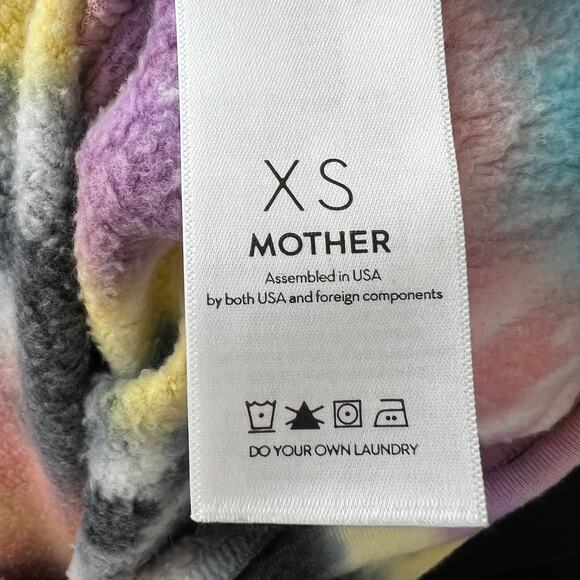 XS
MOTHER
Assembled in USA
by both USA and foreign components
DO YOUR OWN LAUNDRY